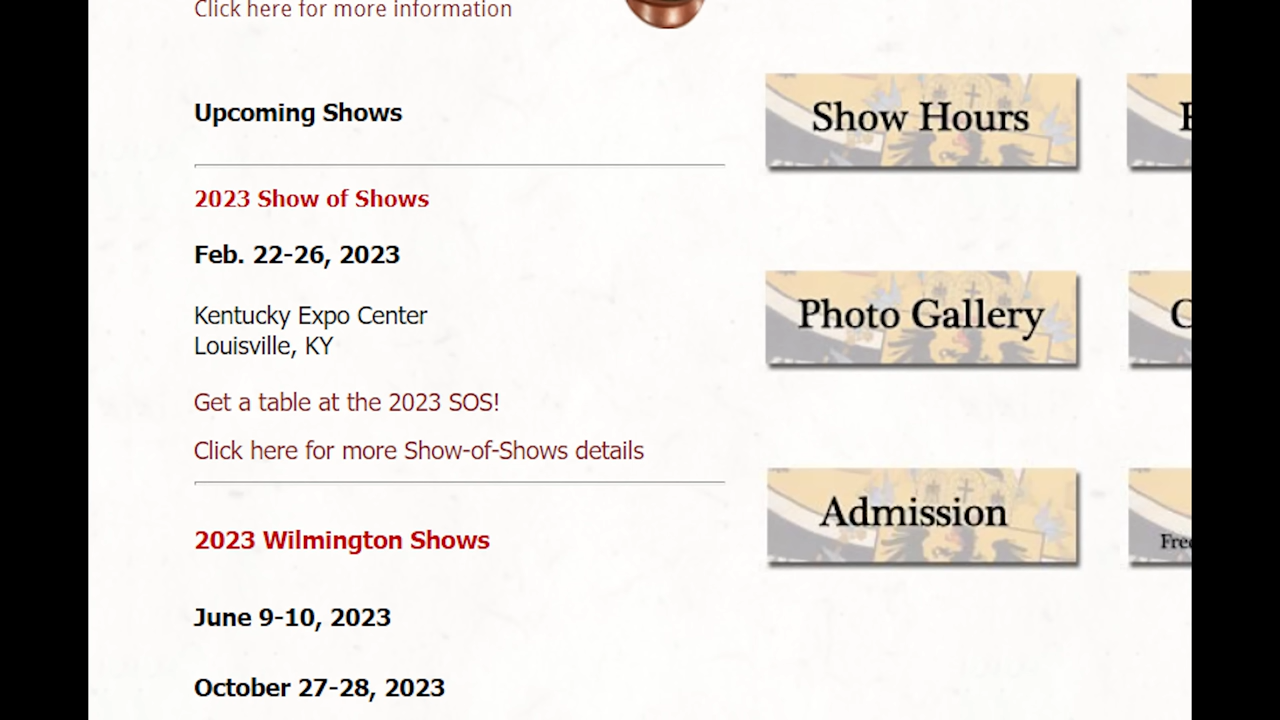 Click here for more information
Upcoming Shows
2023 Show of Shows
Feb. 22-26, 2023
Kentucky Expo Center
Louisville, KY
Get a table at the 2023 SOS!
Click here for more Show-of-Shows details
2023 Wilmington Shows
June 9-10, 2023
October 27-28, 2023
Show Hours
Photo Gallery
Admission